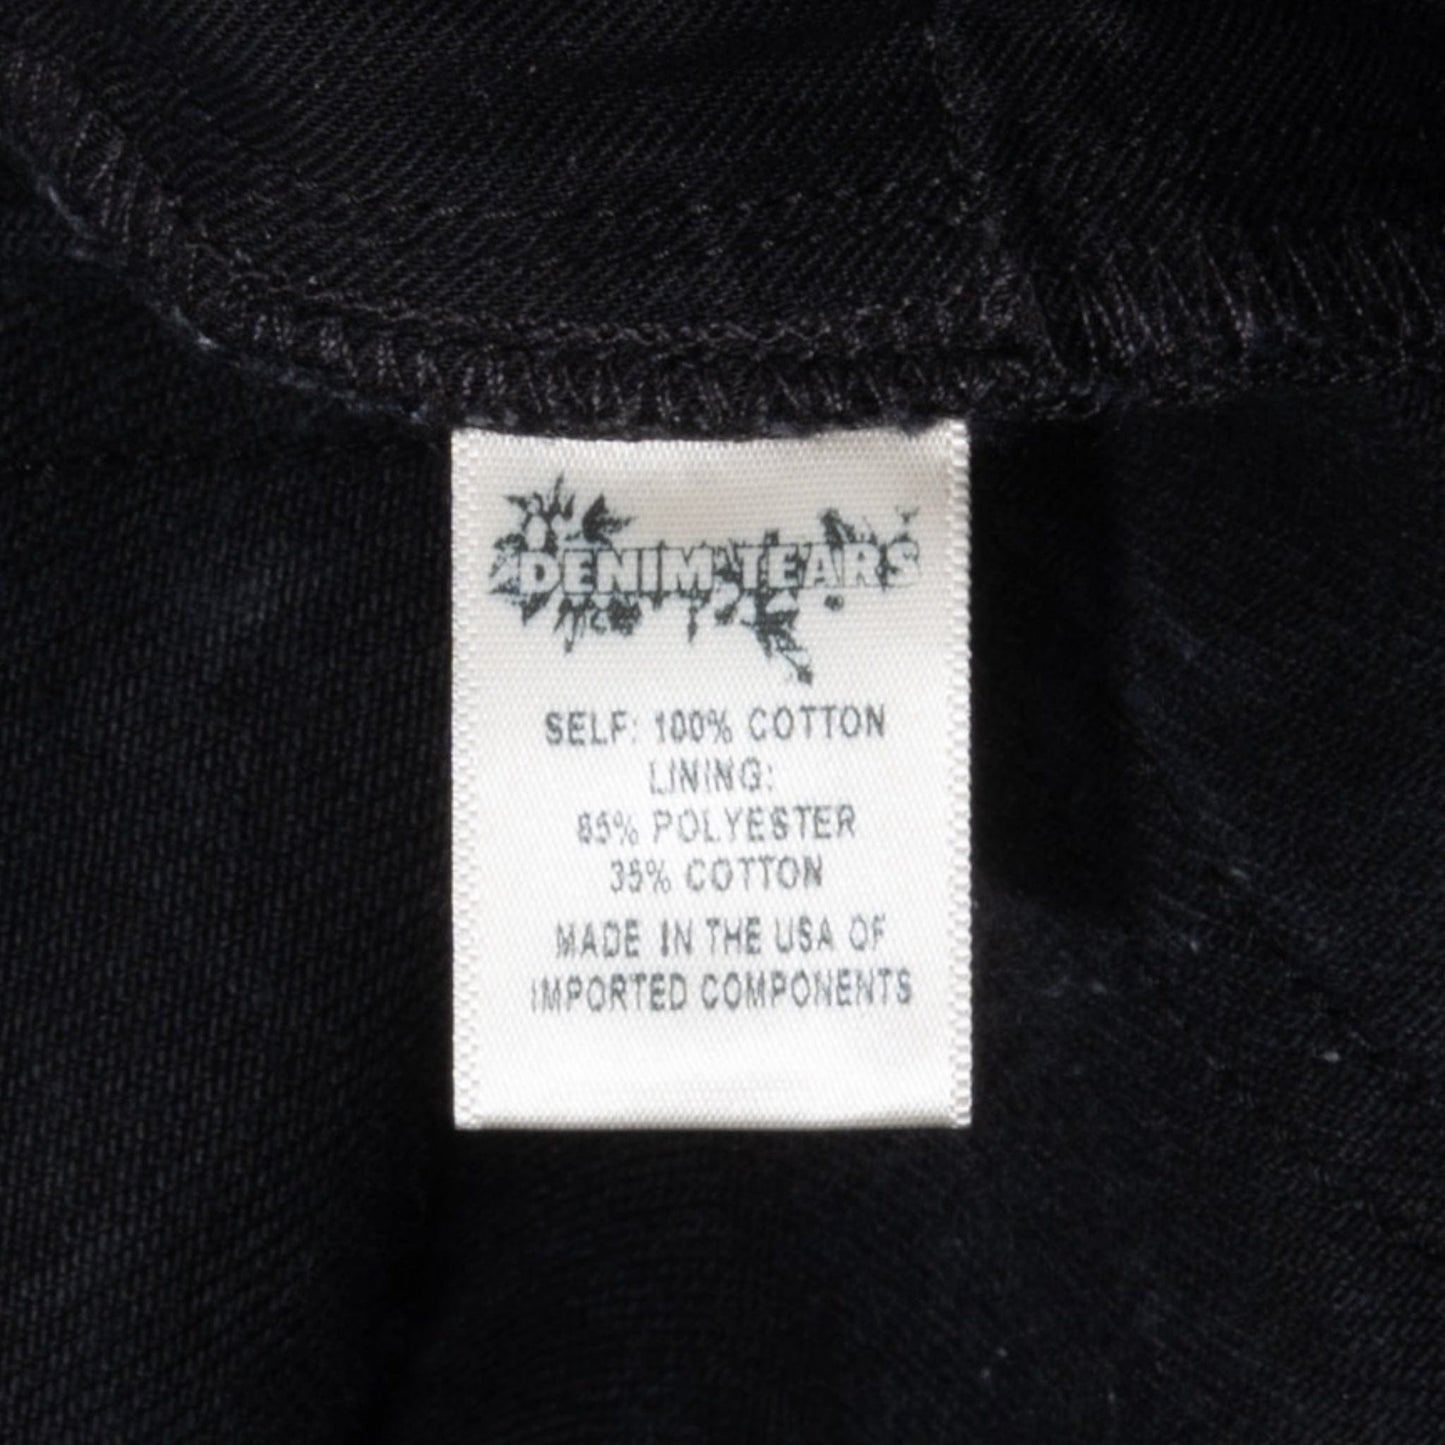 DENIM TEARS
SELF: 100% COTTON
LINING:
65% POLYESTER
35% COTTON
MADE IN THE USA OF
IMPORTED COMPONENTS